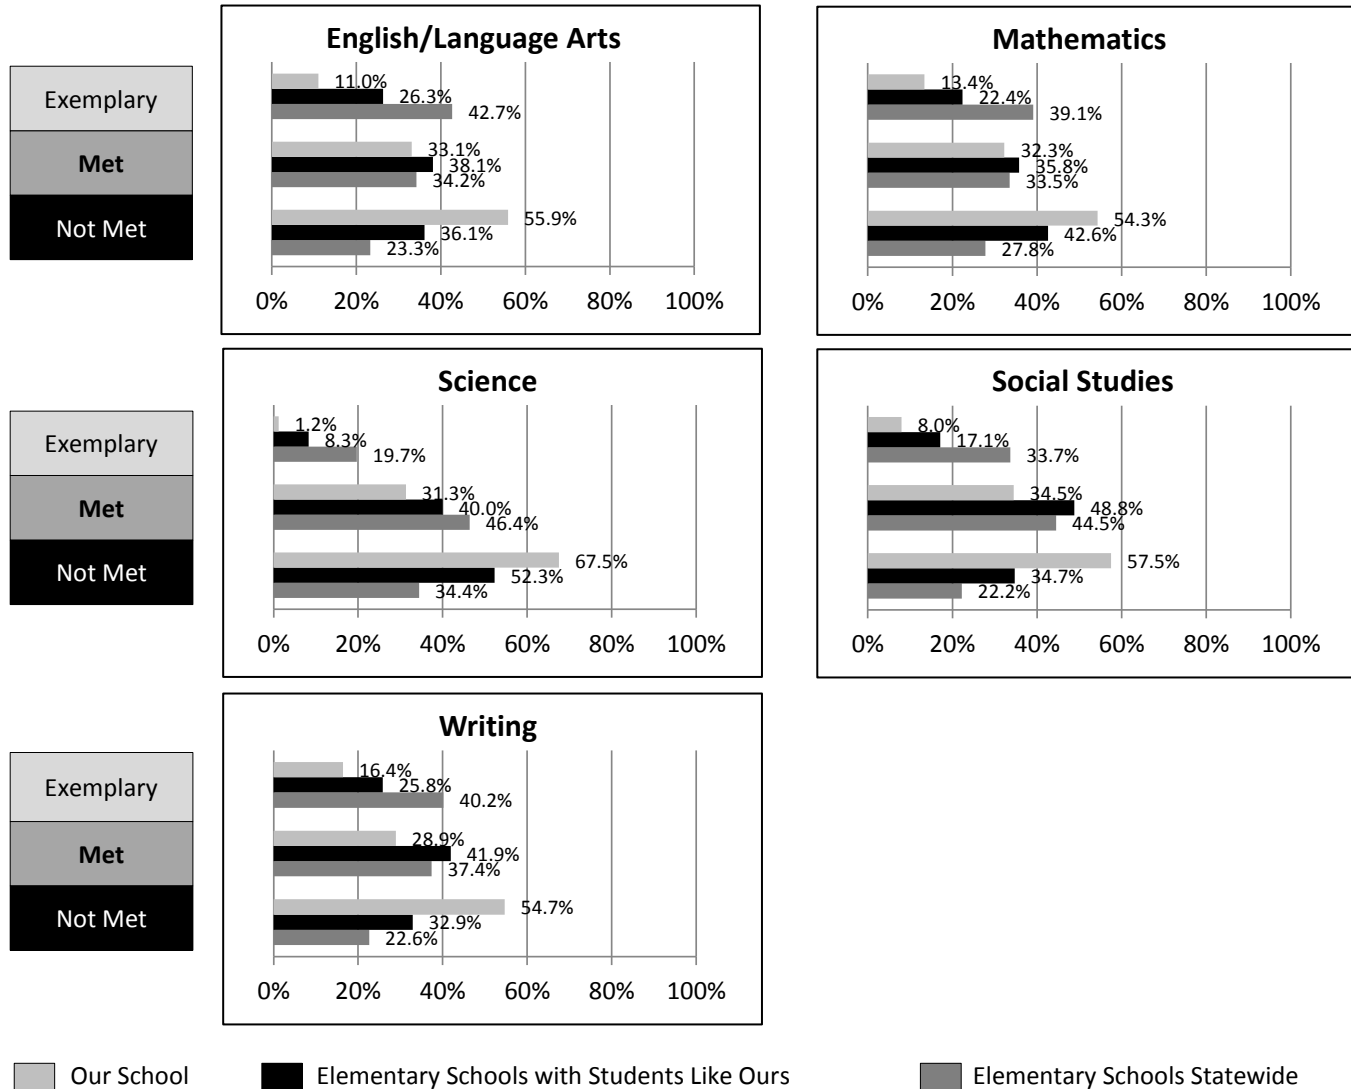 English/Language Arts
Exemplary
Met
Not Met
11.0%
26.3%
42.7%
33.1%
38.1%
34.2%
55.9%
36.1%
23.3%
0% 20% 40% 60% 80% 100%
Mathematics
13.4%
22.4%
39.1%
32.3%
35.8%
33.5%
54.3%
42.6%
27.8%
0% 20% 40% 60% 80% 100%
Science
Exemplary
Met
Not Met
1.2%
8.3%
19.7%
31.3%
40.0%
46.4%
67.5%
52.3%
34.4%
0% 20% 40% 60% 80% 100%
Social Studies
8.0%
17.1%
33.7%
34.5%
48.8%
44.5%
57.5%
34.7%
22.2%
0% 20% 40% 60% 80% 100%
Writing
Exemplary
Met
Not Met
16.4%
25.8%
40.2%
28.9%
41.9%
37.4%
54.7%
32.9%
22.6%
0% 20% 40% 60% 80% 100%
Our School Elementary Schools with Students Like Ours Elementary Schools Statewide